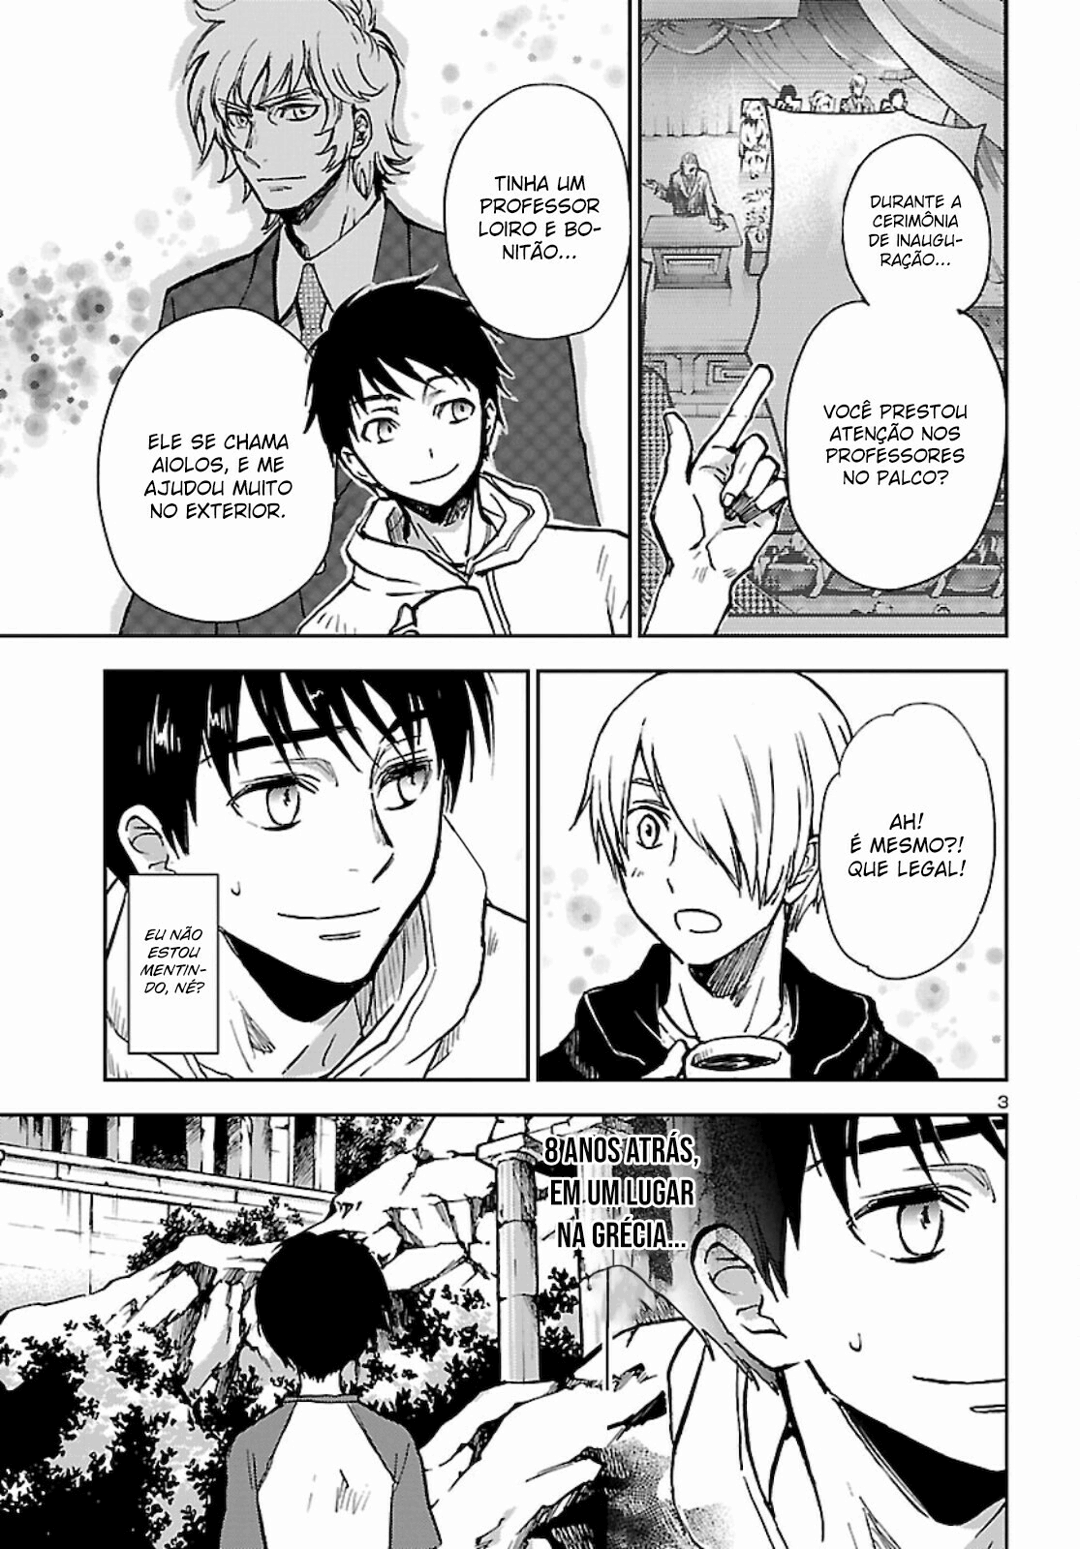 DURANTE A
CERIMÔNIA
DE INAUGU-
RAÇÃO...
VOCÊ PRESTOU
ATENÇÃO NOS
PROFESSORES
NO PALCO?
TINHA UM
PROFESSOR
LOIRO E BO-
NITÃO...
ELE SE CHAMA
AIOLOS, E ME
AJUDOU MUITO
NO EXTERIOR.
AH!
É MESMO?!
QUE LEGAL!
EU NÃO
ESTOU
MENTIN-
DO, NÉ?
3
8 ANOS ATRÁS,
EM UM LUGAR
NA GRÉCIA...